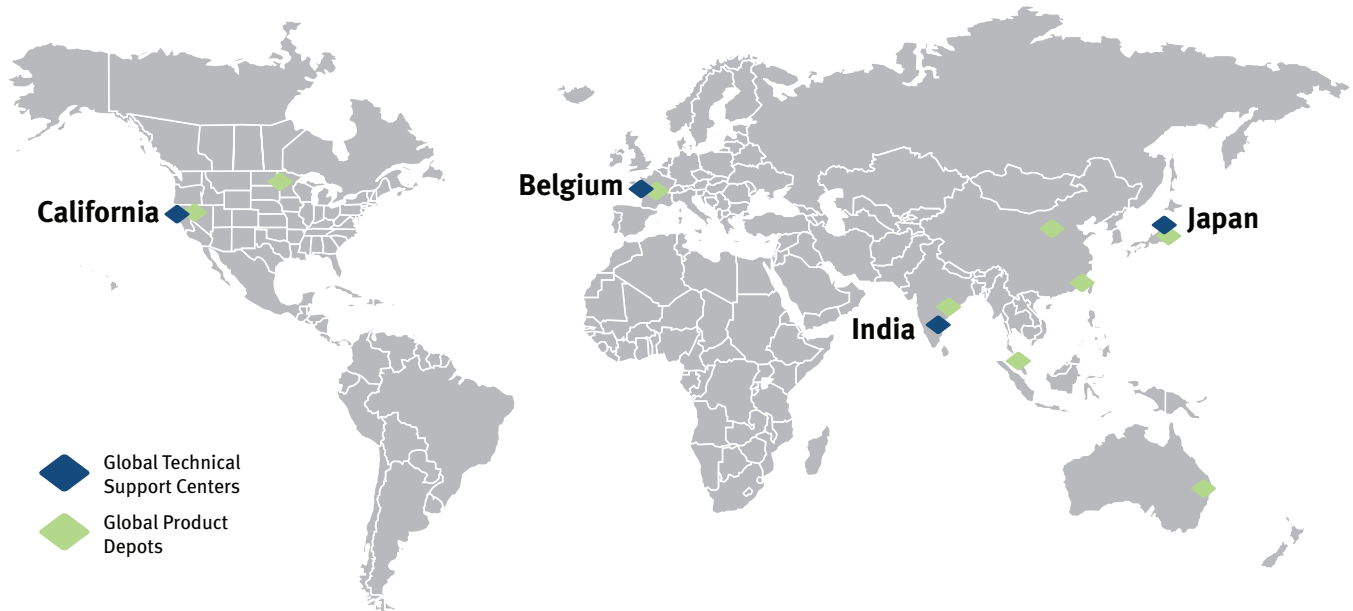 California
Belgium
Japan
India
Global Technical
Support Centers
Global Product
Depots